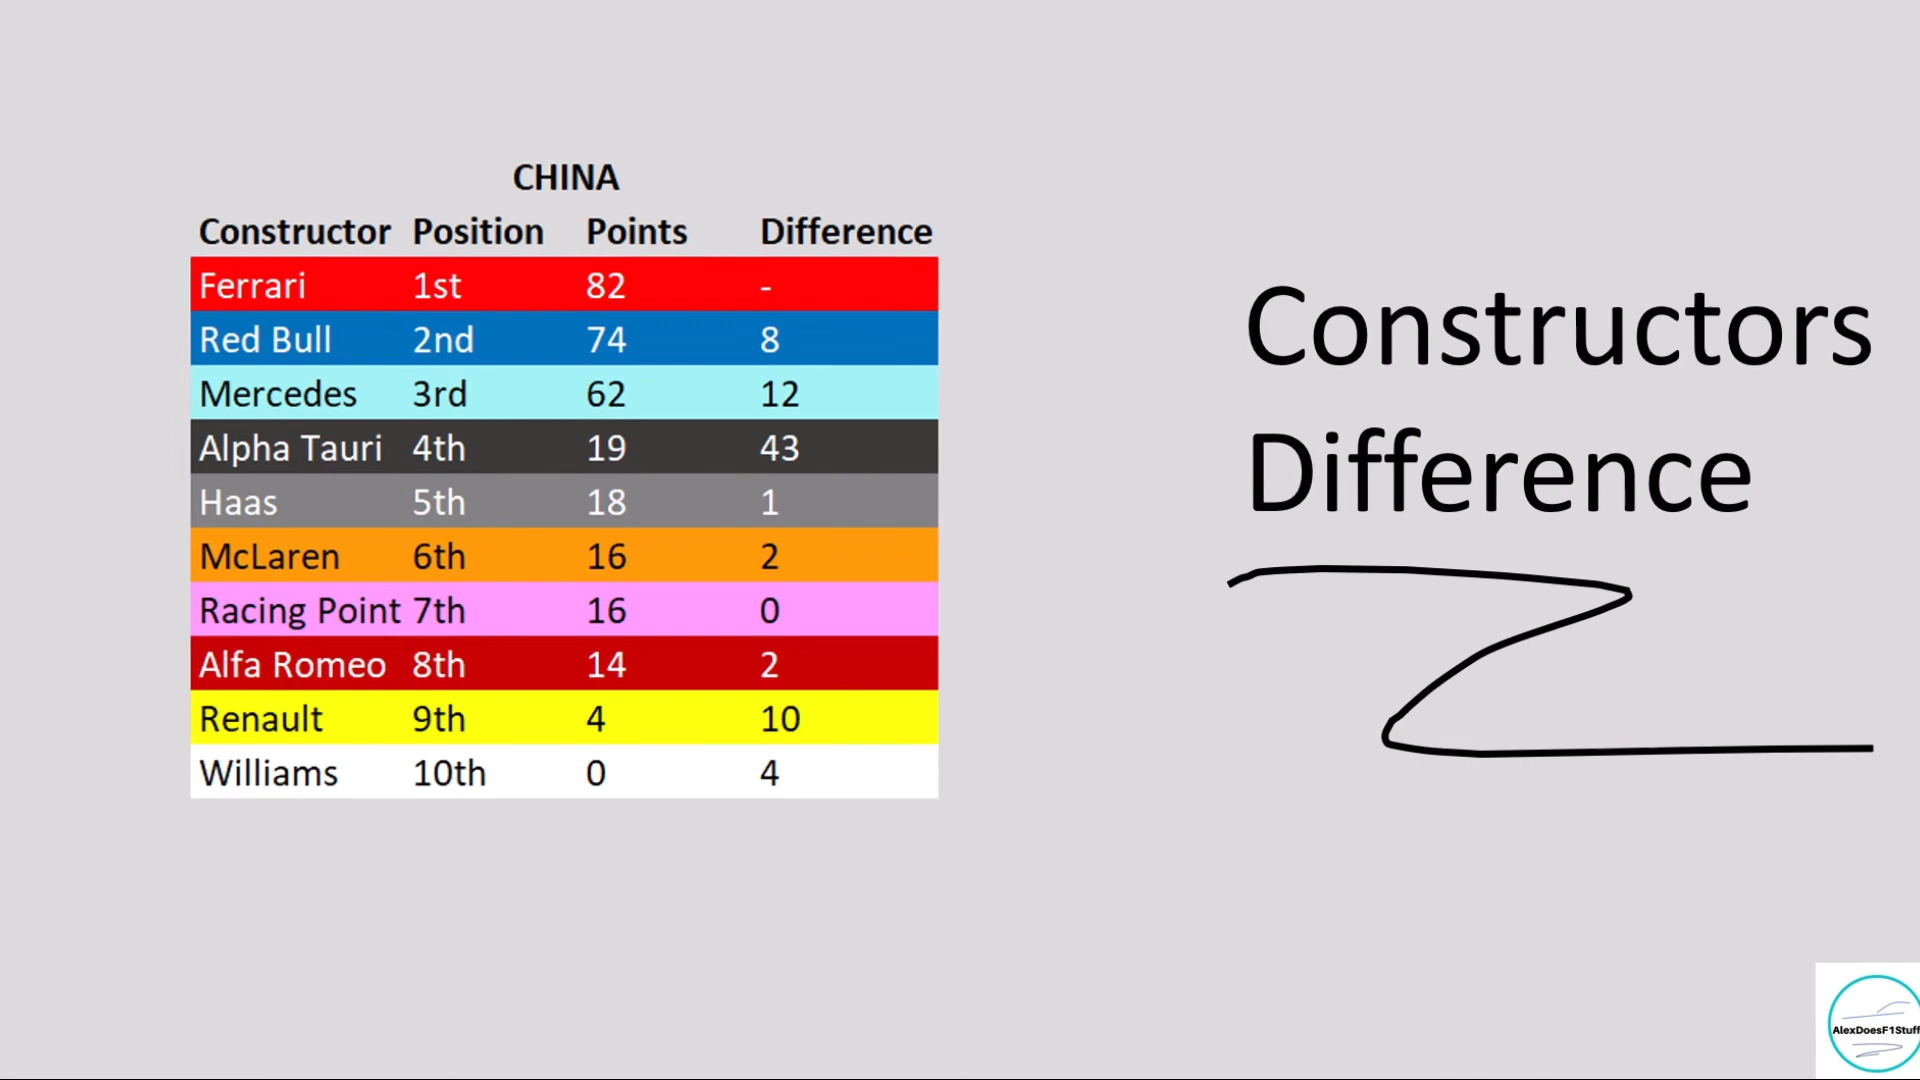 CHINA
Constructor Position Points Difference
Ferrari 1st 82 -
Red Bull 2nd 74 8
Mercedes 3rd 62 12
Alpha Tauri 4th 19 43
Haas 5th 18 1
McLaren 6th 16 2
Racing Point 7th 16 0
Alfa Romeo 8th 14 2
Renault 9th 4 10
Williams 10th 0 4
Constructors
Difference
AlexDoesF1Stuff